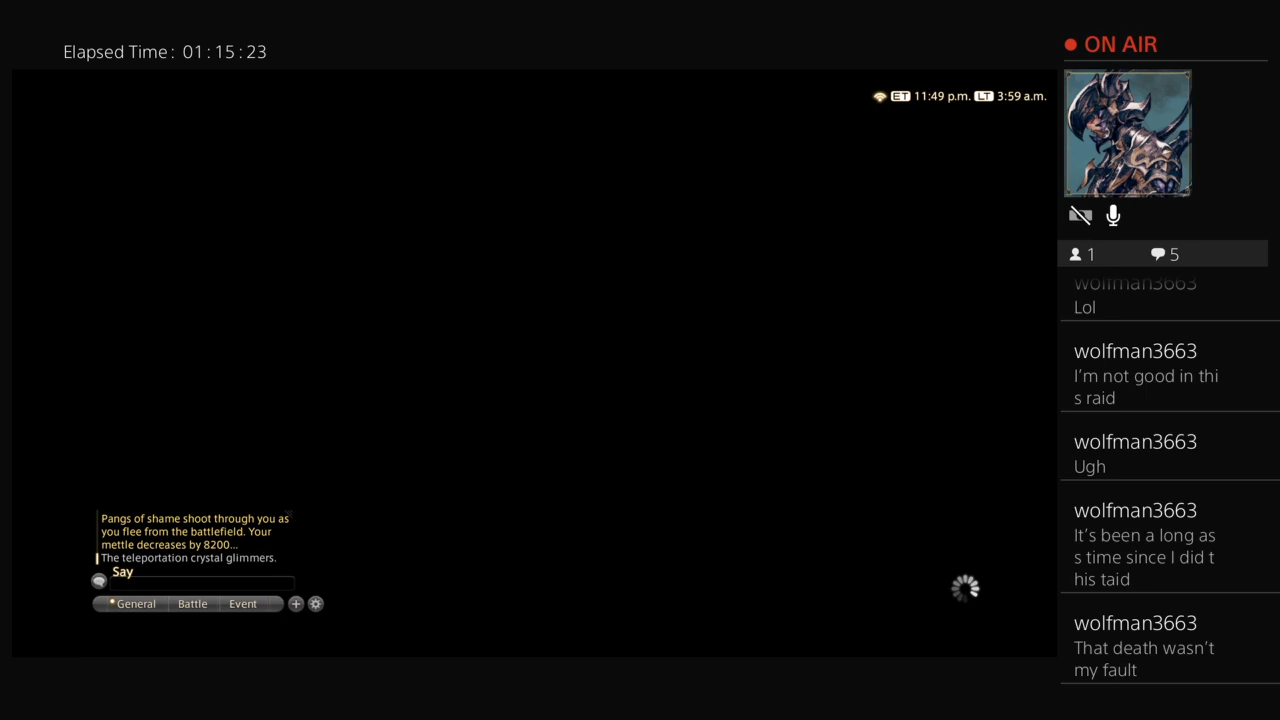 Elapsed Time: 01:15:23
ON AIR
ET 11:49 p.m. LT 3:59 a.m.
1 5
wolfman3663
Lol
wolfman3663
I'm not good in thi
s raid
wolfman3663
Ugh
wolfman3663
It's been a long as
s time since I did t
his taid
wolfman3663
That death wasn't
my fault
Pangs of shame shoot through you as
you flee from the battlefield. Your
mettle decreases by 8200...
The teleportation crystal glimmers.
Say
General Battle Event